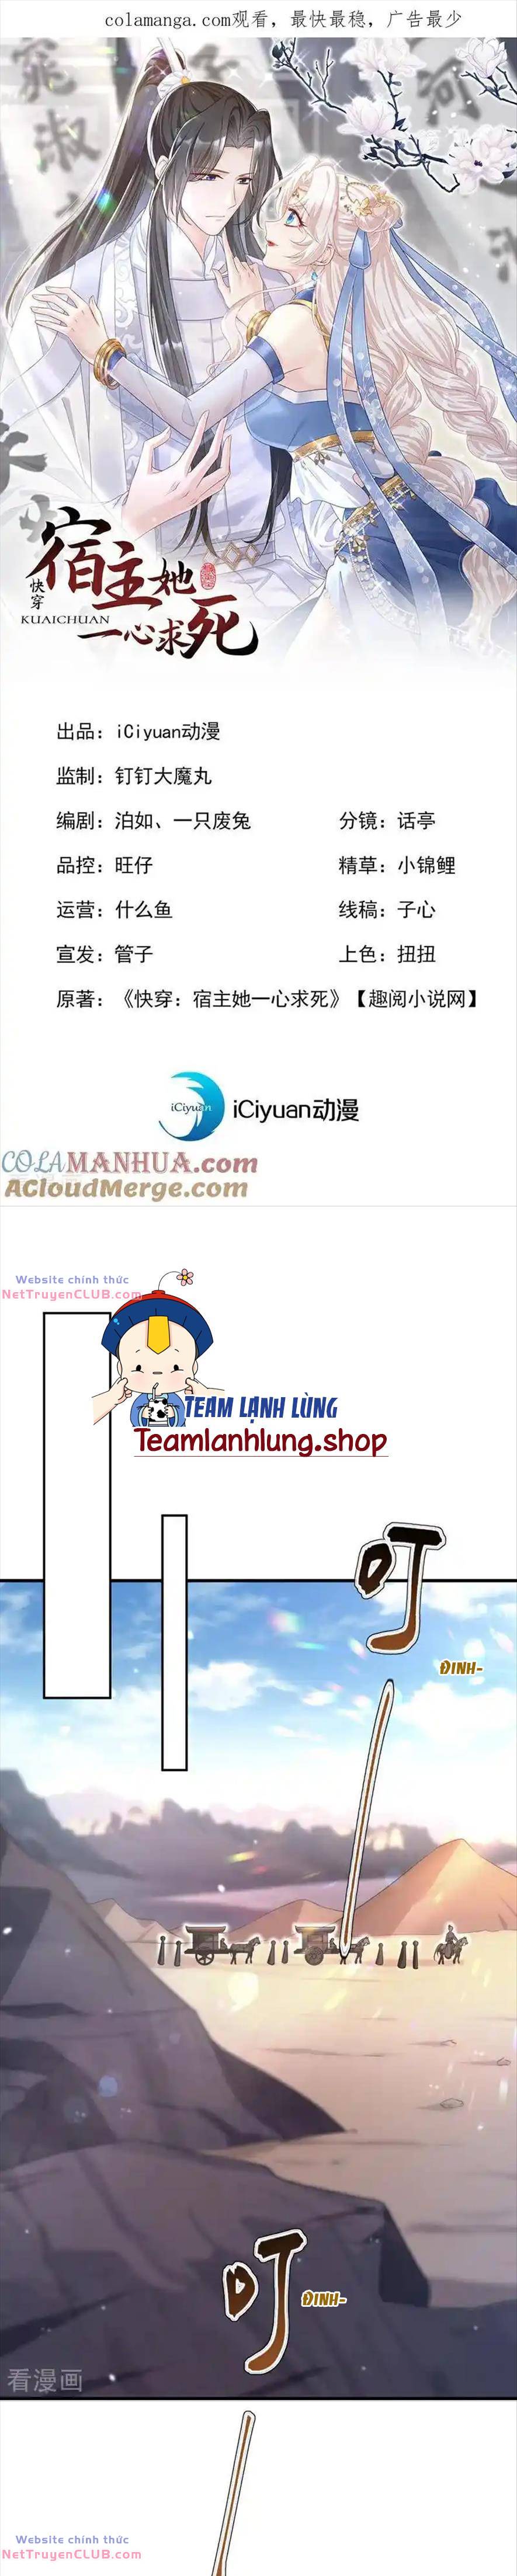 colamanga.com观看，最快最稳，广告最少
快穿
宿主她
KUAICHUAN
一心求死
出品：iCiyuan动漫
监制：钉钉大魔丸
编剧：泊如、一只废兔 分镜：话亭
品控：旺仔 精草：小锦鲤
运营：什么鱼 线稿：子心
宣发：管子 上色：扭扭
原著：《快穿：宿主她一心求死》【趣阅小说网】
iCiyuan iCiyuan动漫
COLAMANHUA.com
ACloudMerge.com
Website chính thức
NetTruyenCLUB.com
TEAM LẠNH LÙNG
Teamlanhlung.shop
叮
ĐINH-
叮
ĐINH-
看漫画
Website chính thức
NetTruyenCLUB.com